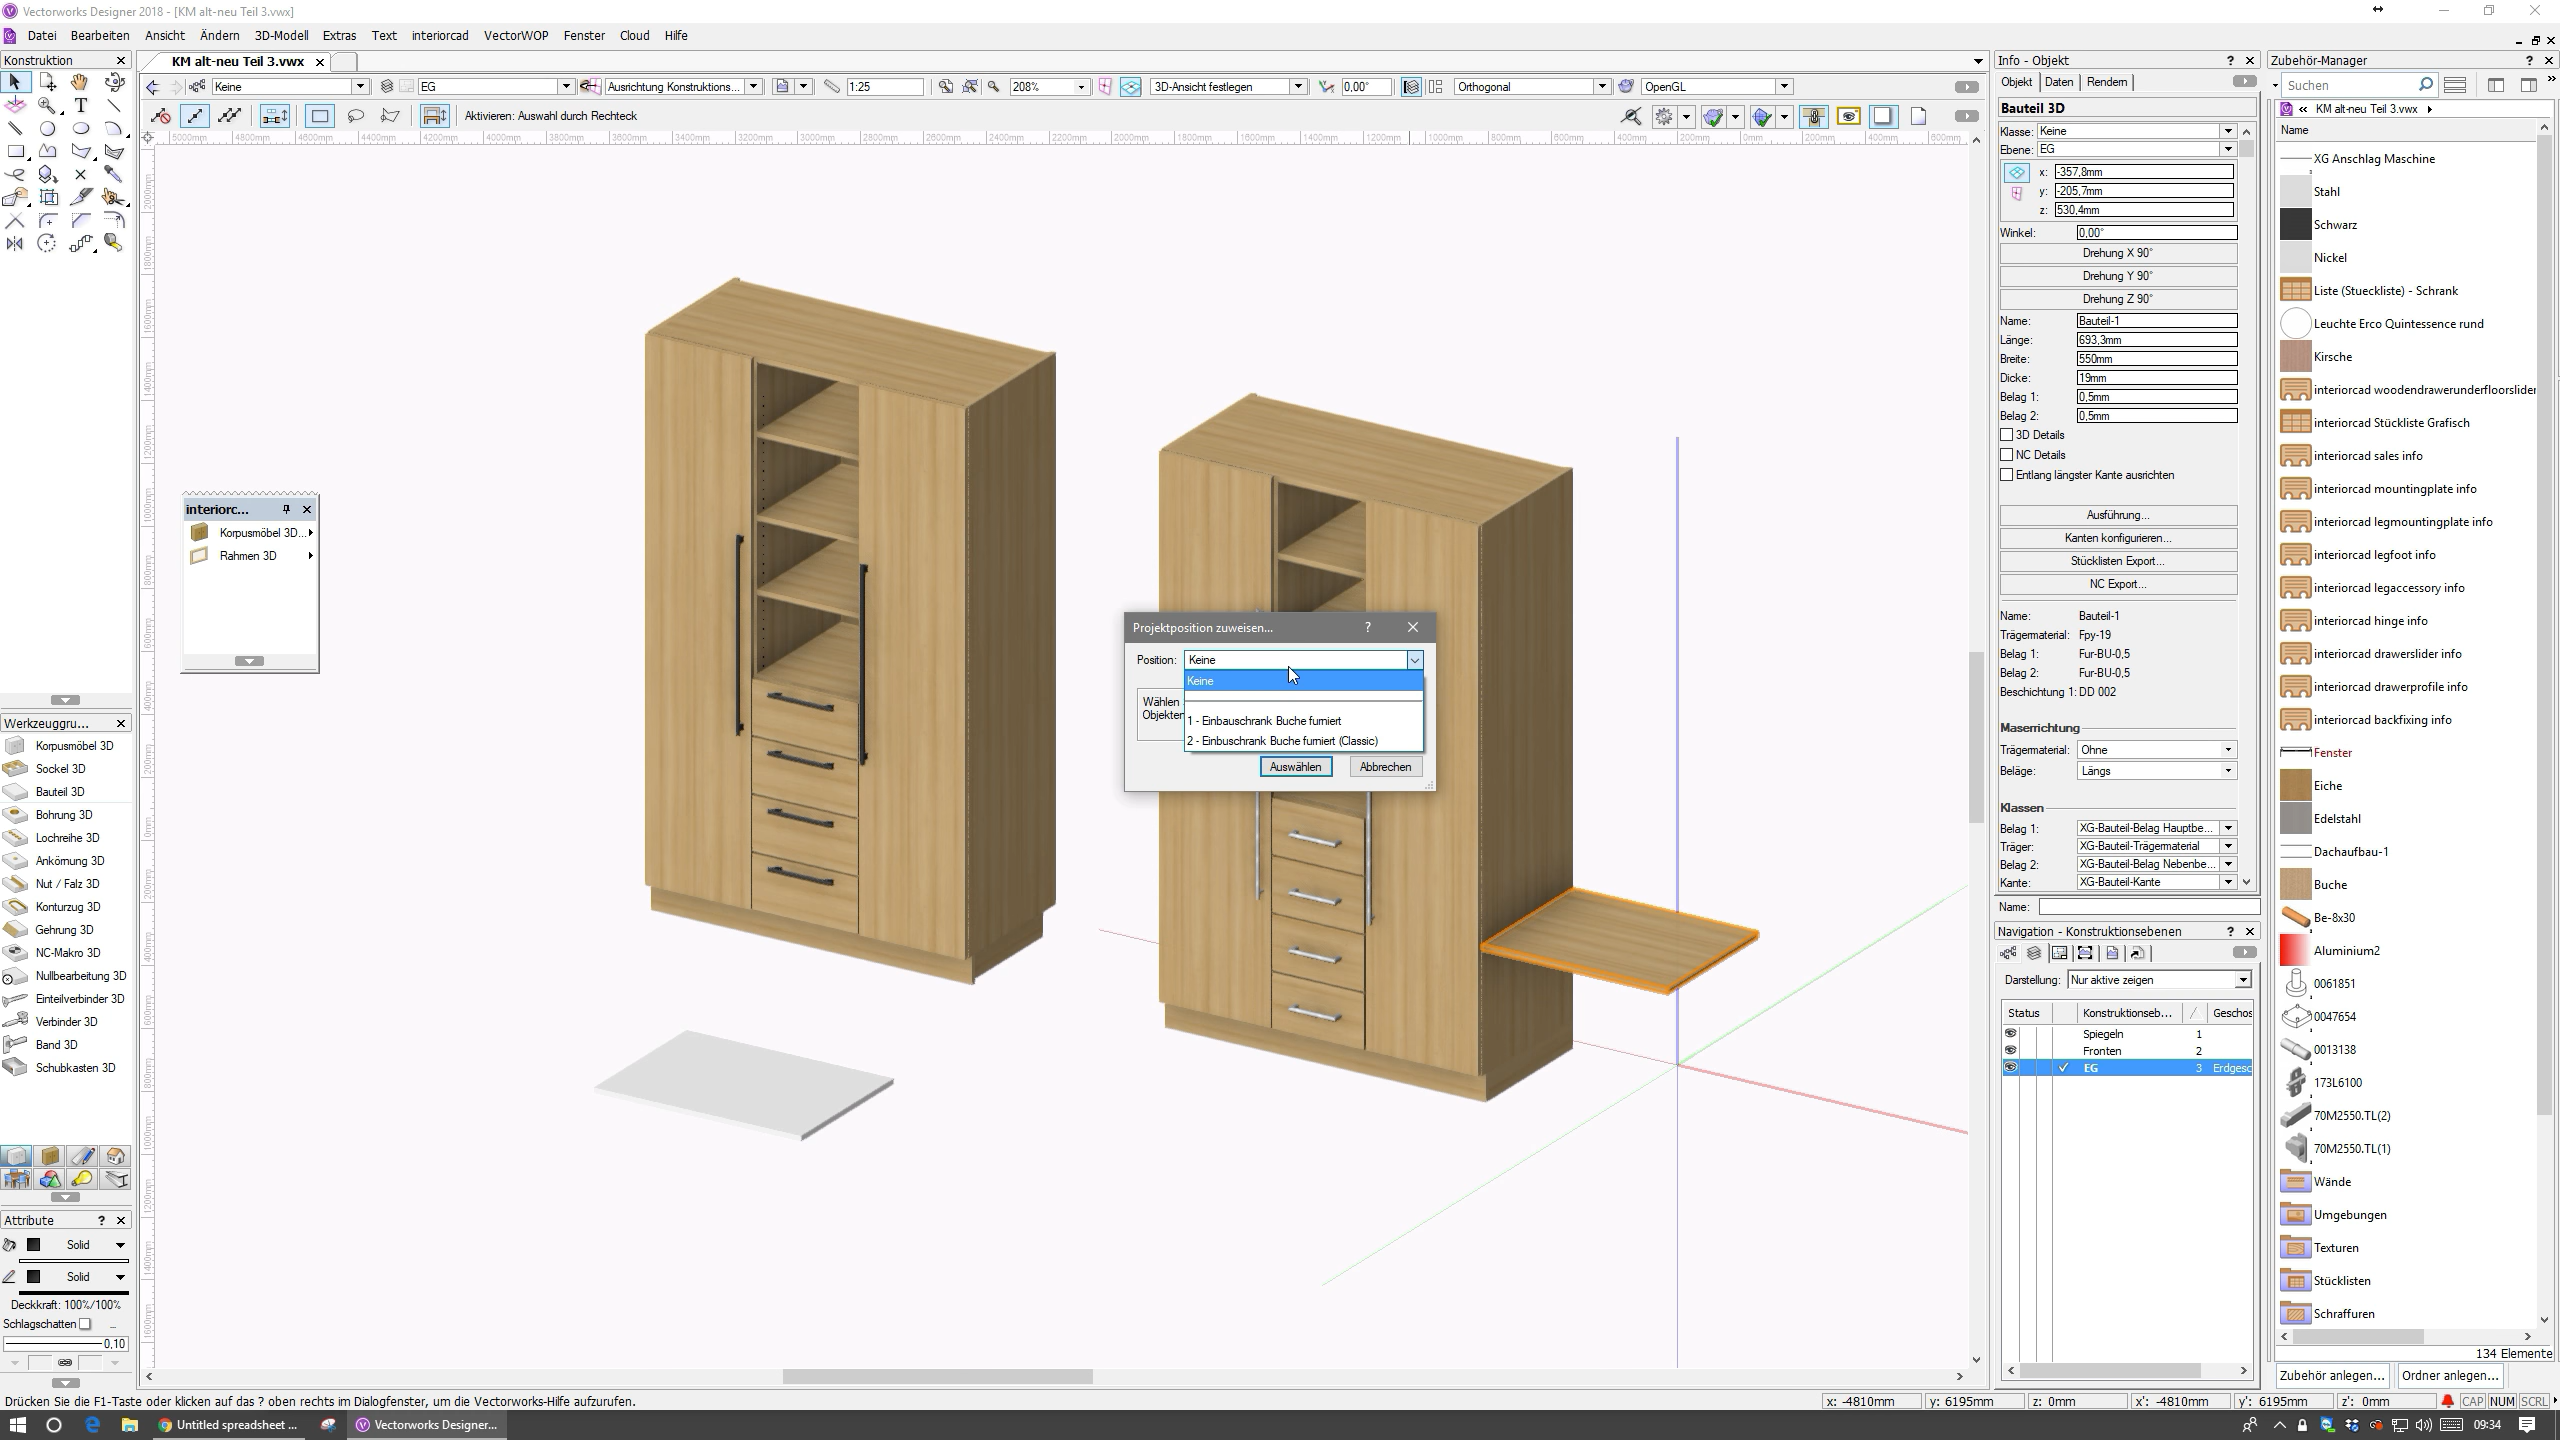 Vectorworks Designer 2018 - [KM alt-neu Teil 3.vwx]
Datei Bearbeiten Ansicht Ändern 3D-Modell Extras Text interiorcad VectorWOP Fenster Cloud Hilfe
Konstruktion
KM alt-neu Teil 3.vwx
Keine
EG
Ausrichtung Konstruktions...
1:25
208%
3D-Ansicht festlegen
0,00°
Orthogonal
OpenGL
Aktivieren: Auswahl durch Rechteck
interiorc...
Korpusmöbel 3D...
Rahmen 3D
Werkzeuggru...
Korpusmöbel 3D
Sockel 3D
Bauteil 3D
Bohrung 3D
Lochreihe 3D
Ankörnung 3D
Nut / Falz 3D
Konturzug 3D
Gehrung 3D
NC-Makro 3D
Nullbearbeitung 3D
Einteilverbinder 3D
Verbinder 3D
Band 3D
Schubkasten 3D
Attribute
Solid
Solid
Deckkraft: 100%/100%
Schlagschatten
...
0,10
Projektposition zuweisen...
Position: Keine
Keine
Wählen
Objekten
1 - Einbauschrank Buche furniert
2 - Einbuschrank Buche furniert (Classic)
Auswählen
Abbrechen
Info - Objekt
Objekt Daten Rendern
Bauteil 3D
Klasse: Keine
Ebene: EG
x: -357,8mm
y: -205,7mm
z: 530,4mm
Winkel: 0,00°
Drehung X 90°
Drehung Y 90°
Drehung Z 90°
Name: Bauteil-1
Länge: 693,3mm
Breite: 550mm
Dicke: 19mm
Belag 1: 0,5mm
Belag 2: 0,5mm
3D Details
NC Details
Entlang längster Kante ausrichten
Ausführung...
Kanten konfigurieren...
Stücklisten Export...
NC Export...
Name: Bauteil-1
Trägermaterial: Fpy-19
Belag 1: Fur-BU-0,5
Belag 2: Fur-BU-0,5
Beschichtung 1: DD 002
Maserrichtung
Trägermaterial: Ohne
Beläge: Längs
Klassen
Belag 1: XG-Bauteil-Belag Hauptbe...
Träger: XG-Bauteil-Trägermaterial
Belag 2: XG-Bauteil-Belag Nebenbe...
Kante: XG-Bauteil-Kante
Name:
Navigation - Konstruktionsebenen
Darstellung: Nur aktive zeigen
Status Konstruktionseb... Geschos
Spiegeln 1
Fronten 2
EG 3 Erdgesc
Zubehör-Manager
Suchen
KM alt-neu Teil 3.vwx
Name
XG Anschlag Maschine
Stahl
Schwarz
Nickel
Liste (Stueckliste) - Schrank
Leuchte Erco Quintessence rund
Kirsche
interiorcad woodendrawerunderfloorslider
interiorcad Stückliste Grafisch
interiorcad sales info
interiorcad mountingplate info
interiorcad legmountingplate info
interiorcad legfoot info
interiorcad legaccessory info
interiorcad hinge info
interiorcad drawerslider info
interiorcad drawerprofile info
interiorcad backfixing info
Fenster
Eiche
Edelstahl
Dachaufbau-1
Buche
Be-8x30
Aluminium2
0061851
0047654
0013138
173L6100
70M2550.TL(2)
70M2550.TL(1)
Wände
Umgebungen
Texturen
Stücklisten
Schraffuren
134 Elemente
Zubehör anlegen... Ordner anlegen...
Drücken Sie die F1-Taste oder klicken auf das ? oben rechts im Dialogfenster, um die Vectorworks-Hilfe aufzurufen.
x: -4810mm y: 6195mm z: 0mm x': -4810mm y': 6195mm z': 0mm CAP NUM SCRL
Untitled spreadsheet ...
Vectorworks Designer...
09:34